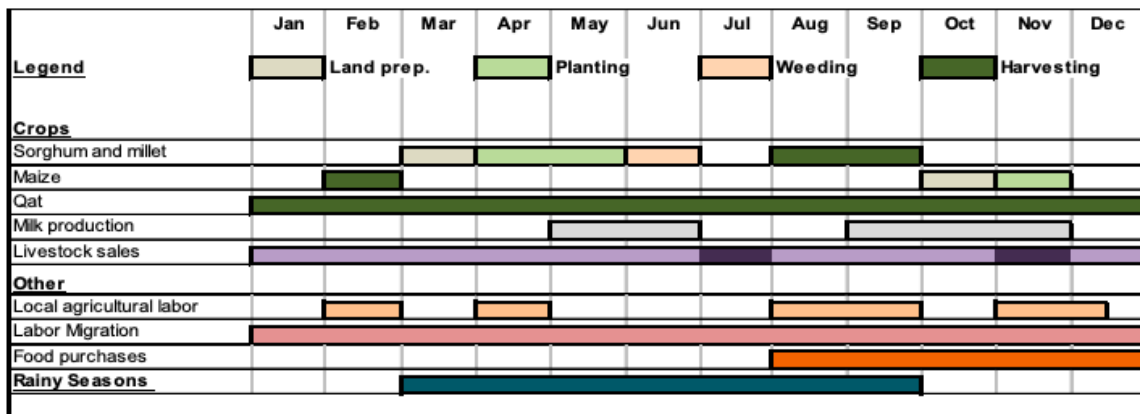 Jan Feb Mar Apr May Jun Jul Aug Sep Oct Nov Dec
Legend Land prep. Planting Weeding Harvesting
Crops
Sorghum and millet
Maize
Qat
Milk production
Livestock sales
Other
Local agricultural labor
Labor Migration
Food purchases
Rainy Seasons